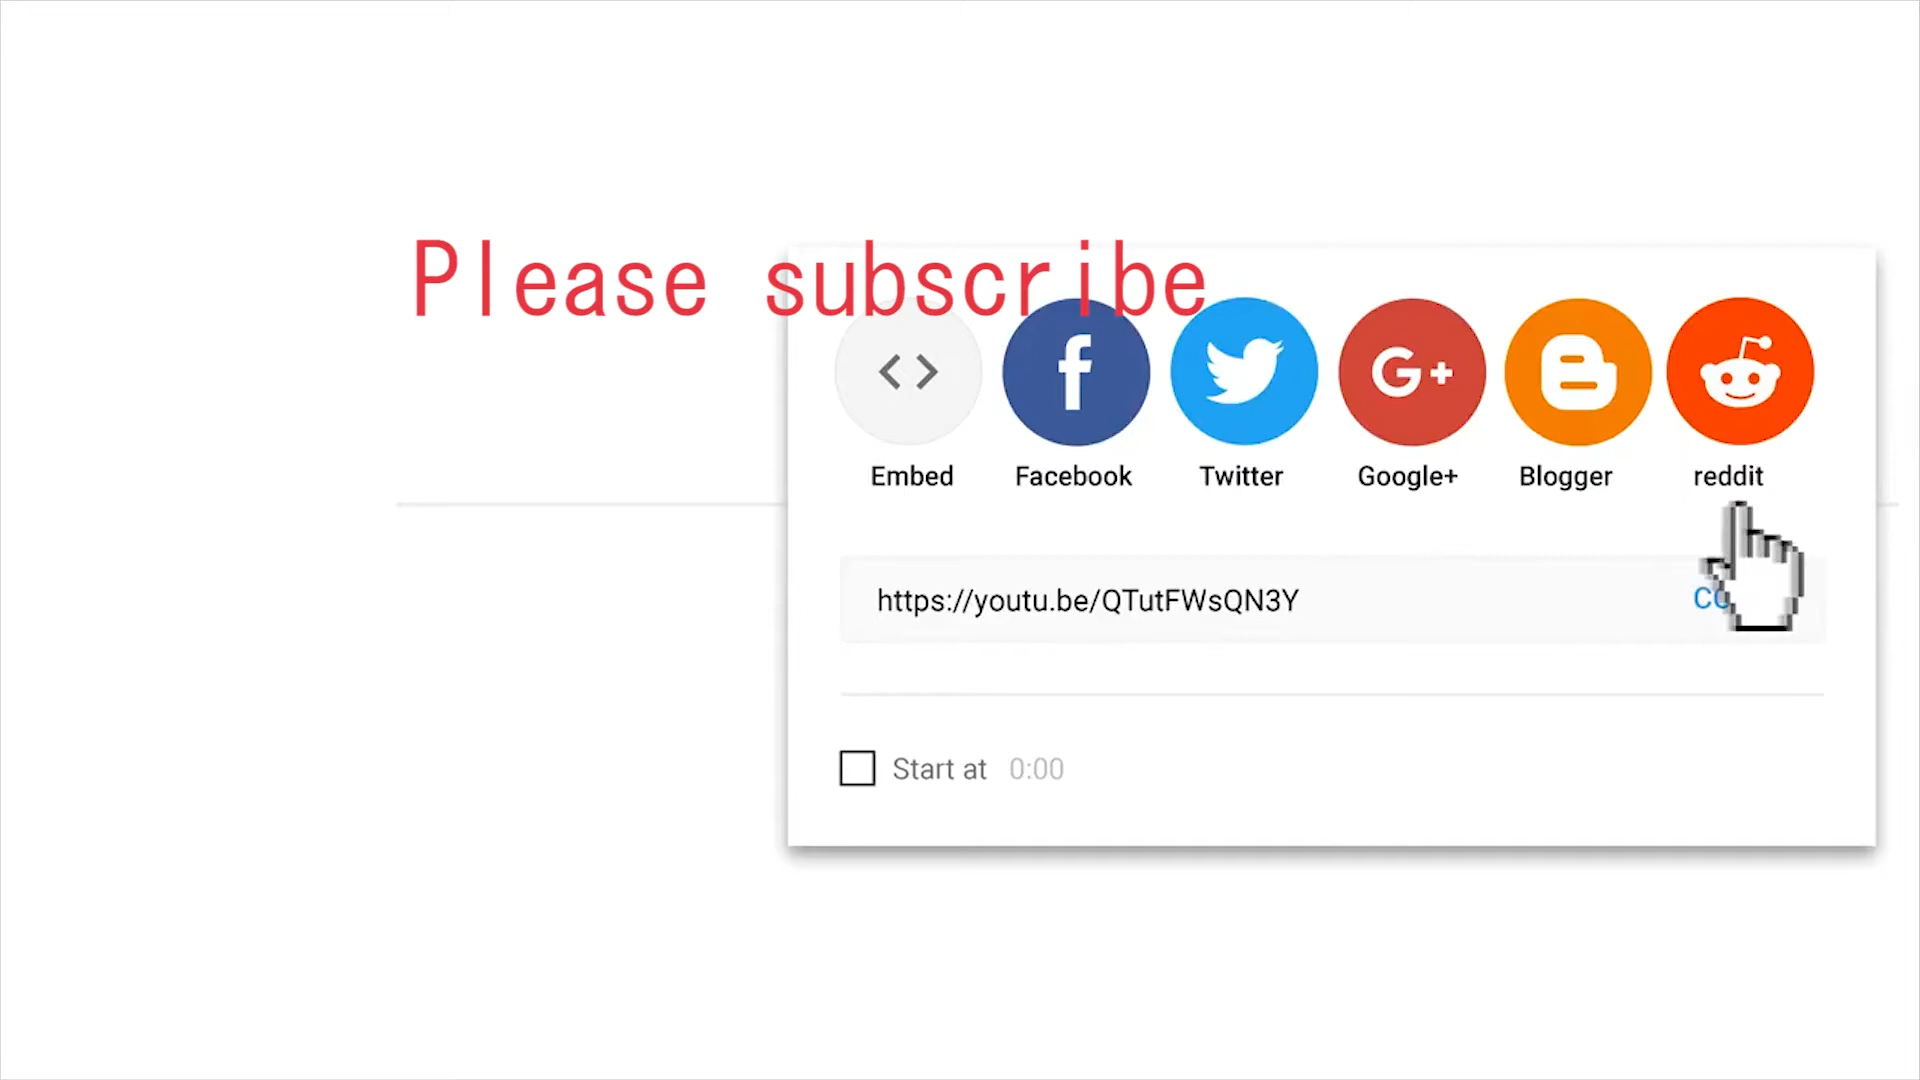 Please subscribe
Embed Facebook Twitter Google+ Blogger reddit
https://youtu.be/QTutFWsQN3Y
Start at 0:00